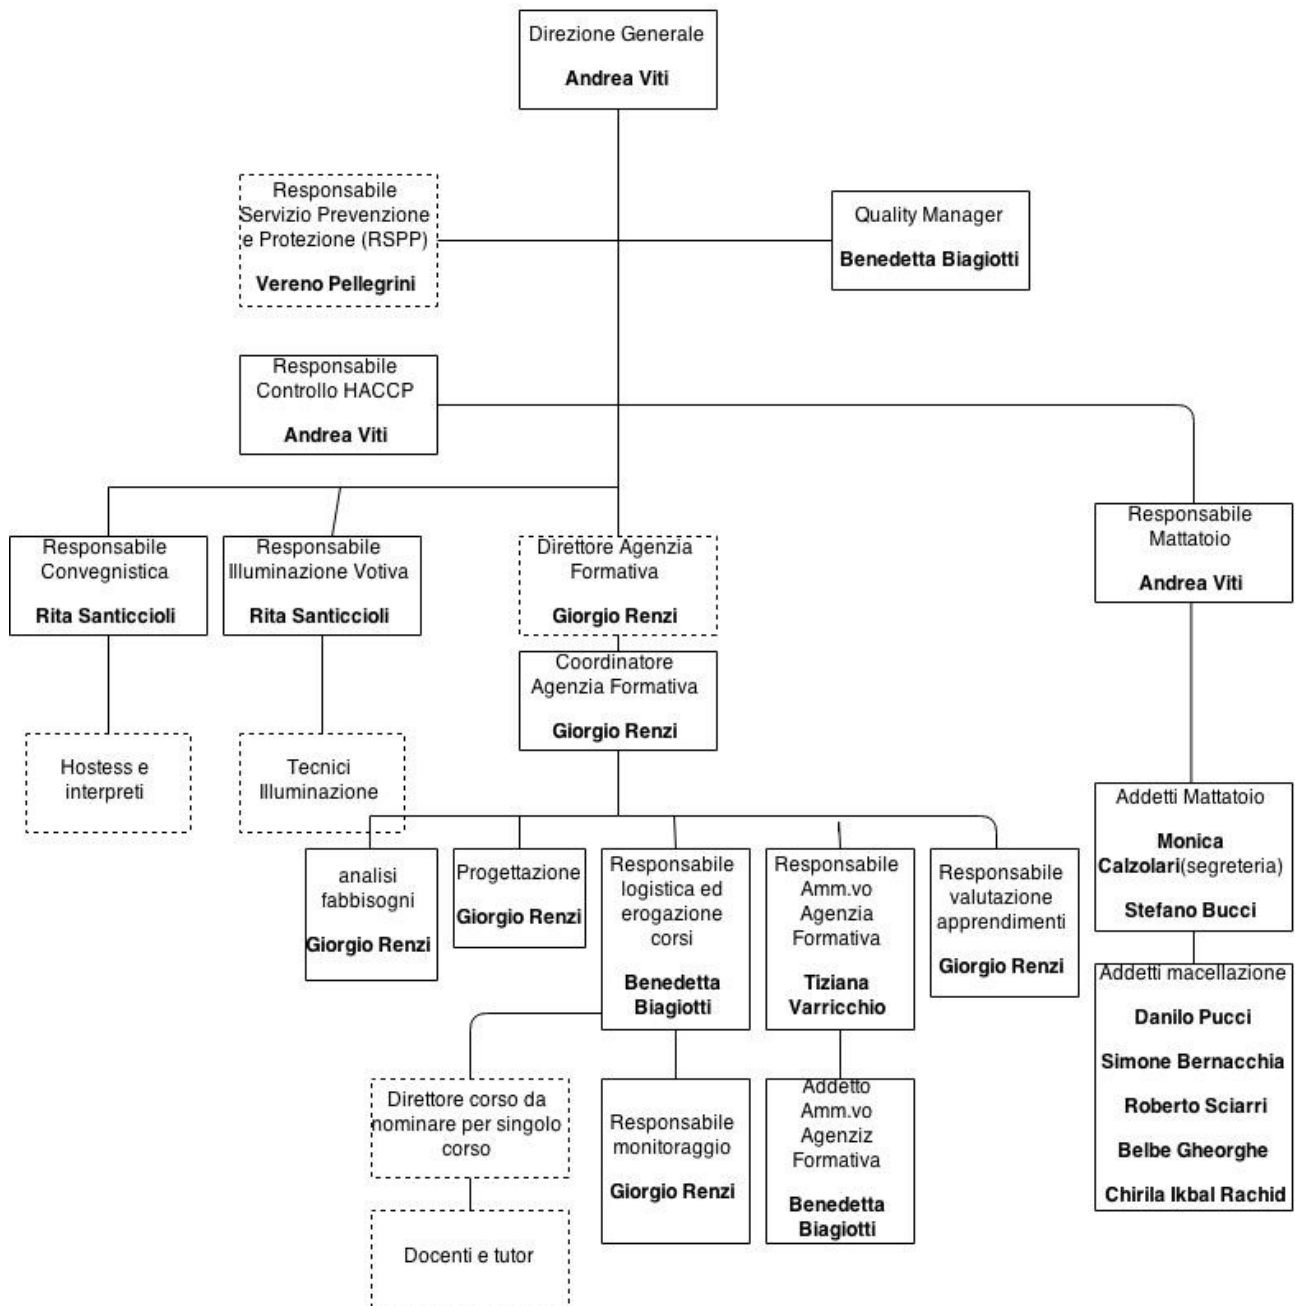 Direzione Generale
Andrea Viti
Responsabile
Servizio Prevenzione
e Protezione (RSPP)
Vereno Pellegrini
Quality Manager
Benedetta Biagiotti
Responsabile
Controllo HACCP
Andrea Viti
Responsabile
Convegnistica
Rita Santiccioli
Responsabile
Illuminazione Votiva
Rita Santiccioli
Direttore Agenzia
Formativa
Giorgio Renzi
Responsabile
Mattatoio
Andrea Viti
Coordinatore
Agenzia Formativa
Giorgio Renzi
Hostess e
interpreti
Tecnici
Illuminazione
Addetti Mattatoio
Monica
Calzolari(segreteria)
Stefano Bucci
analisi
fabbisogni
Giorgio Renzi
Progettazione
Giorgio Renzi
Responsabile
logistica ed
erogazione
corsi
Benedetta
Biagiotti
Responsabile
Amm.vo
Agenzia
Formativa
Tiziana
Varricchio
Responsabile
valutazione
apprendimenti
Giorgio Renzi
Addetti macellazione
Danilo Pucci
Simone Bernacchia
Roberto Sciarri
Belbe Gheorghe
Chirila Ikbal Rachid
Direttore corso da
nominare per singolo
corso
Responsabile
monitoraggio
Giorgio Renzi
Addetto
Amm.vo
Agenziz
Formativa
Benedetta
Biagiotti
Docenti e tutor